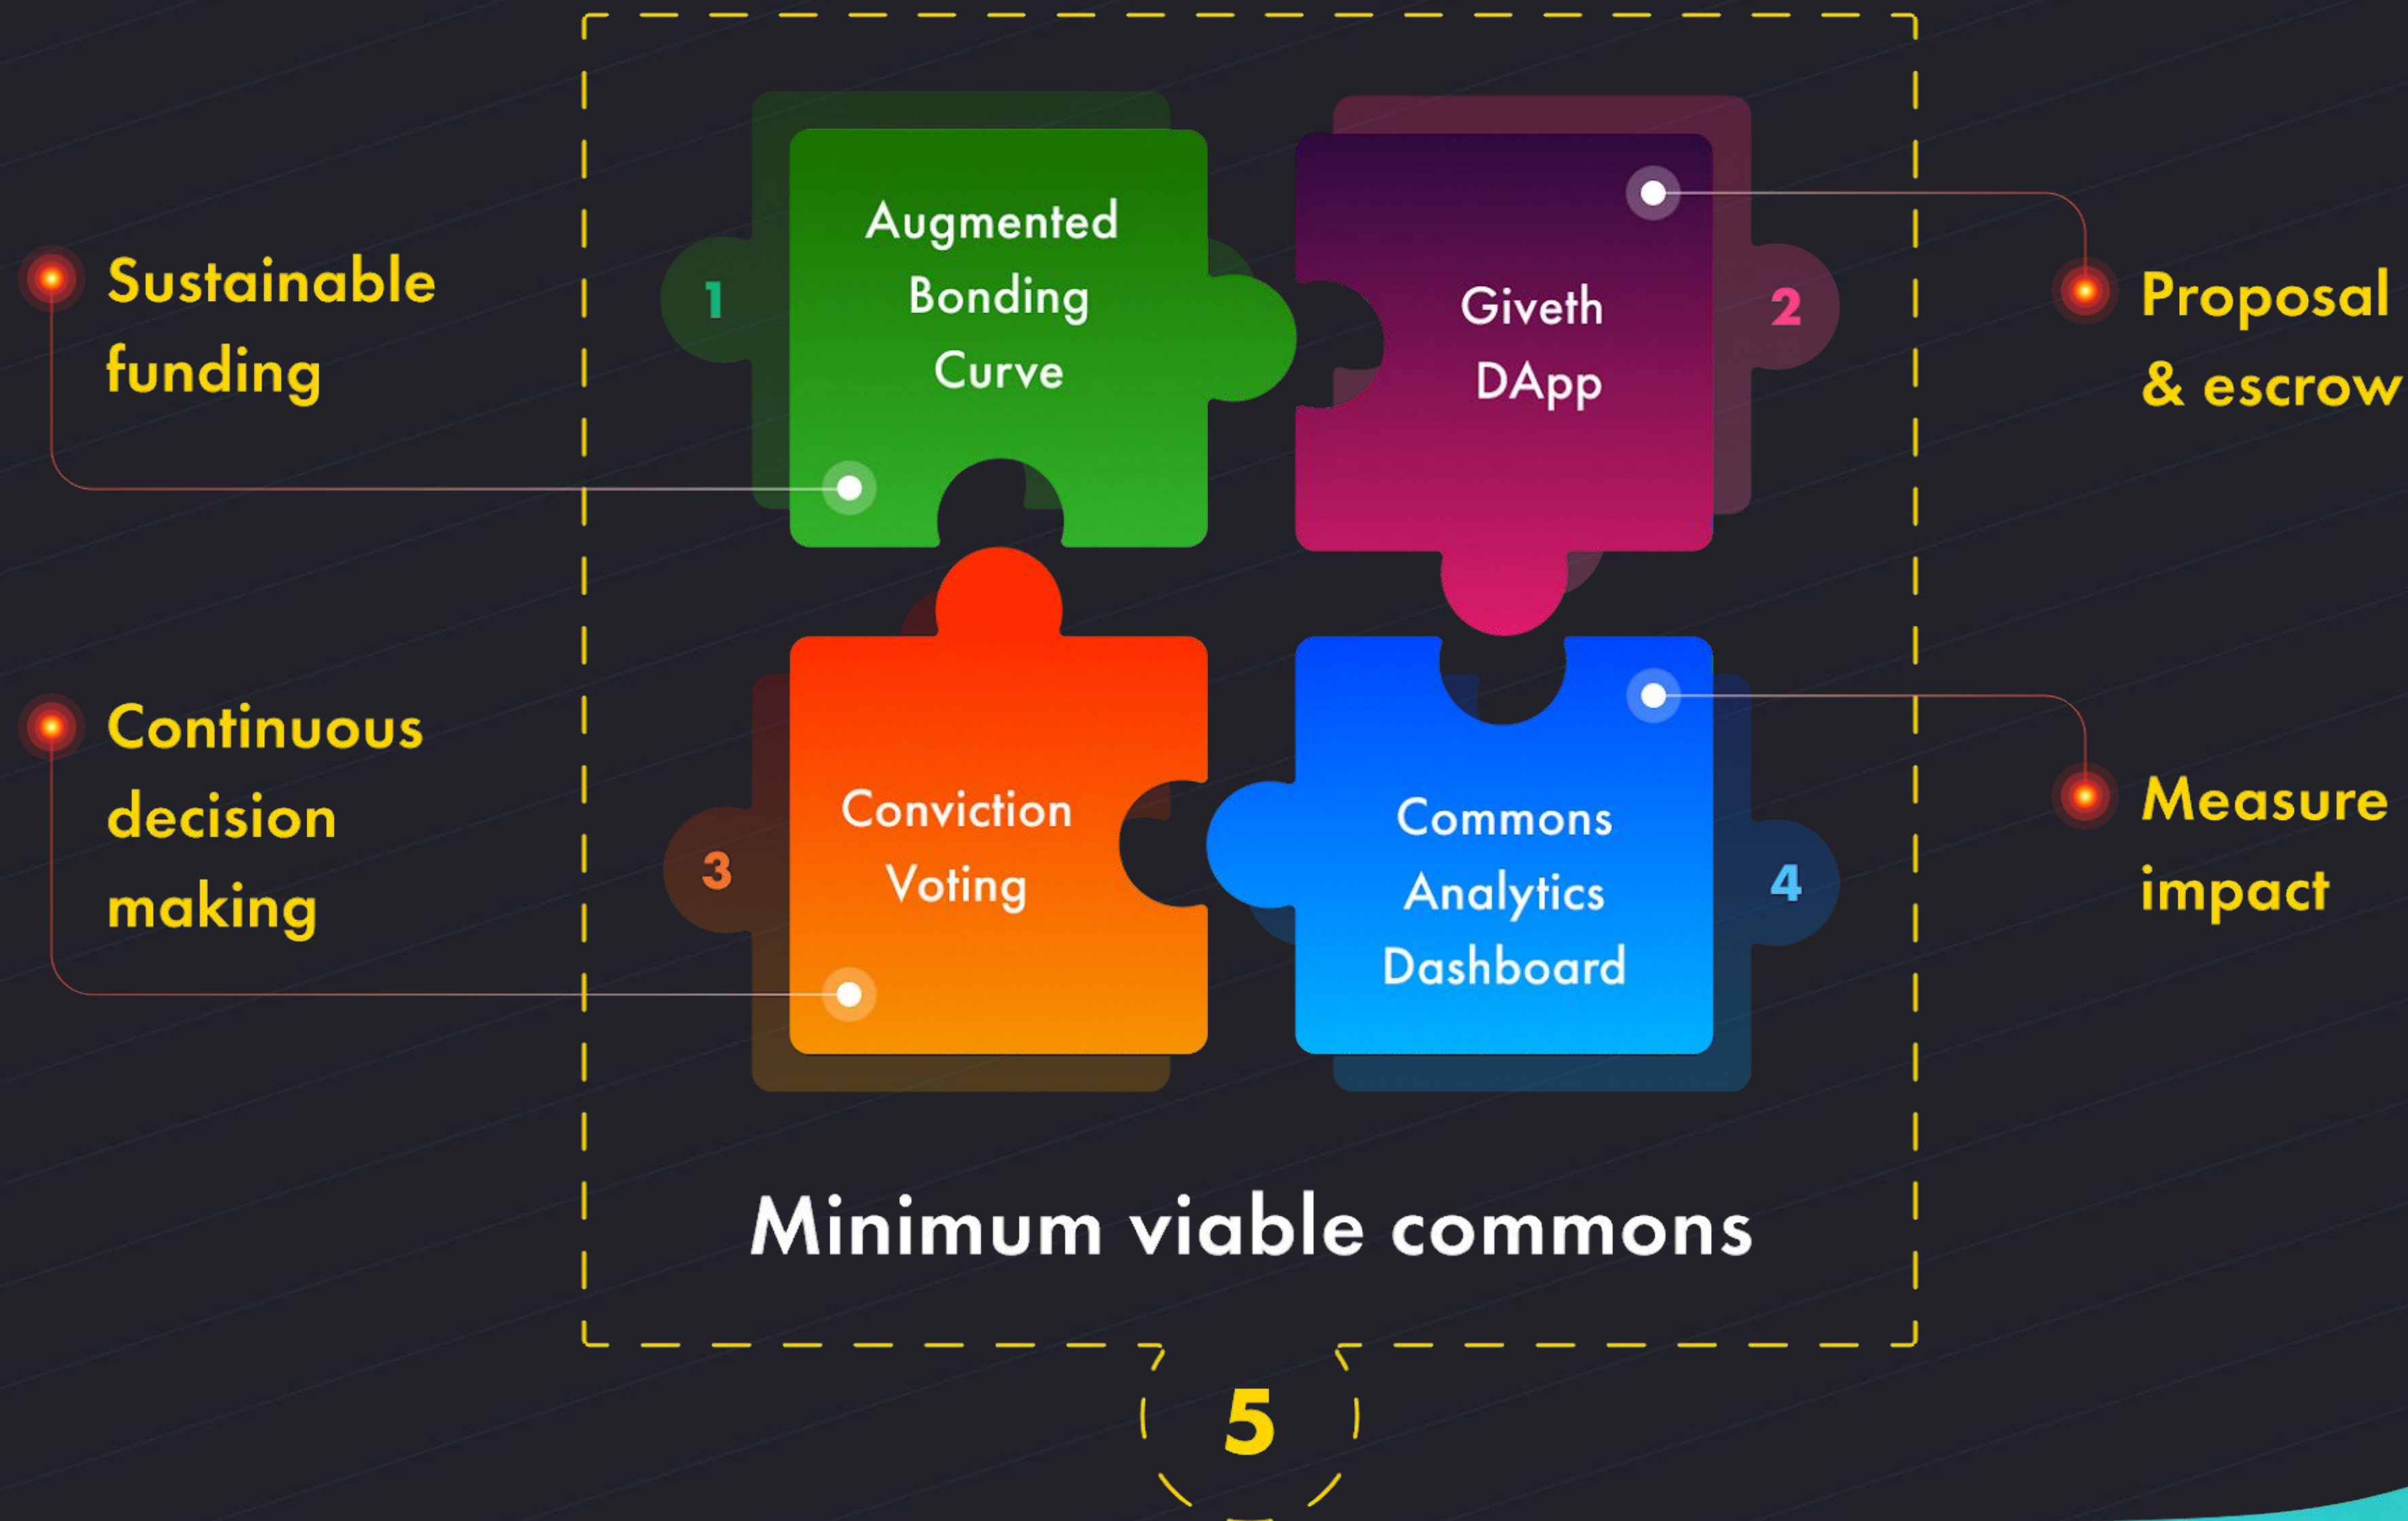 Sustainable
funding
1
Augmented
Bonding
Curve
Giveth
DApp
2
Proposal
& escrow
Continuous
decision
making
3
Conviction
Voting
Commons
Analytics
Dashboard
4
Measure
impact
Minimum viable commons
5